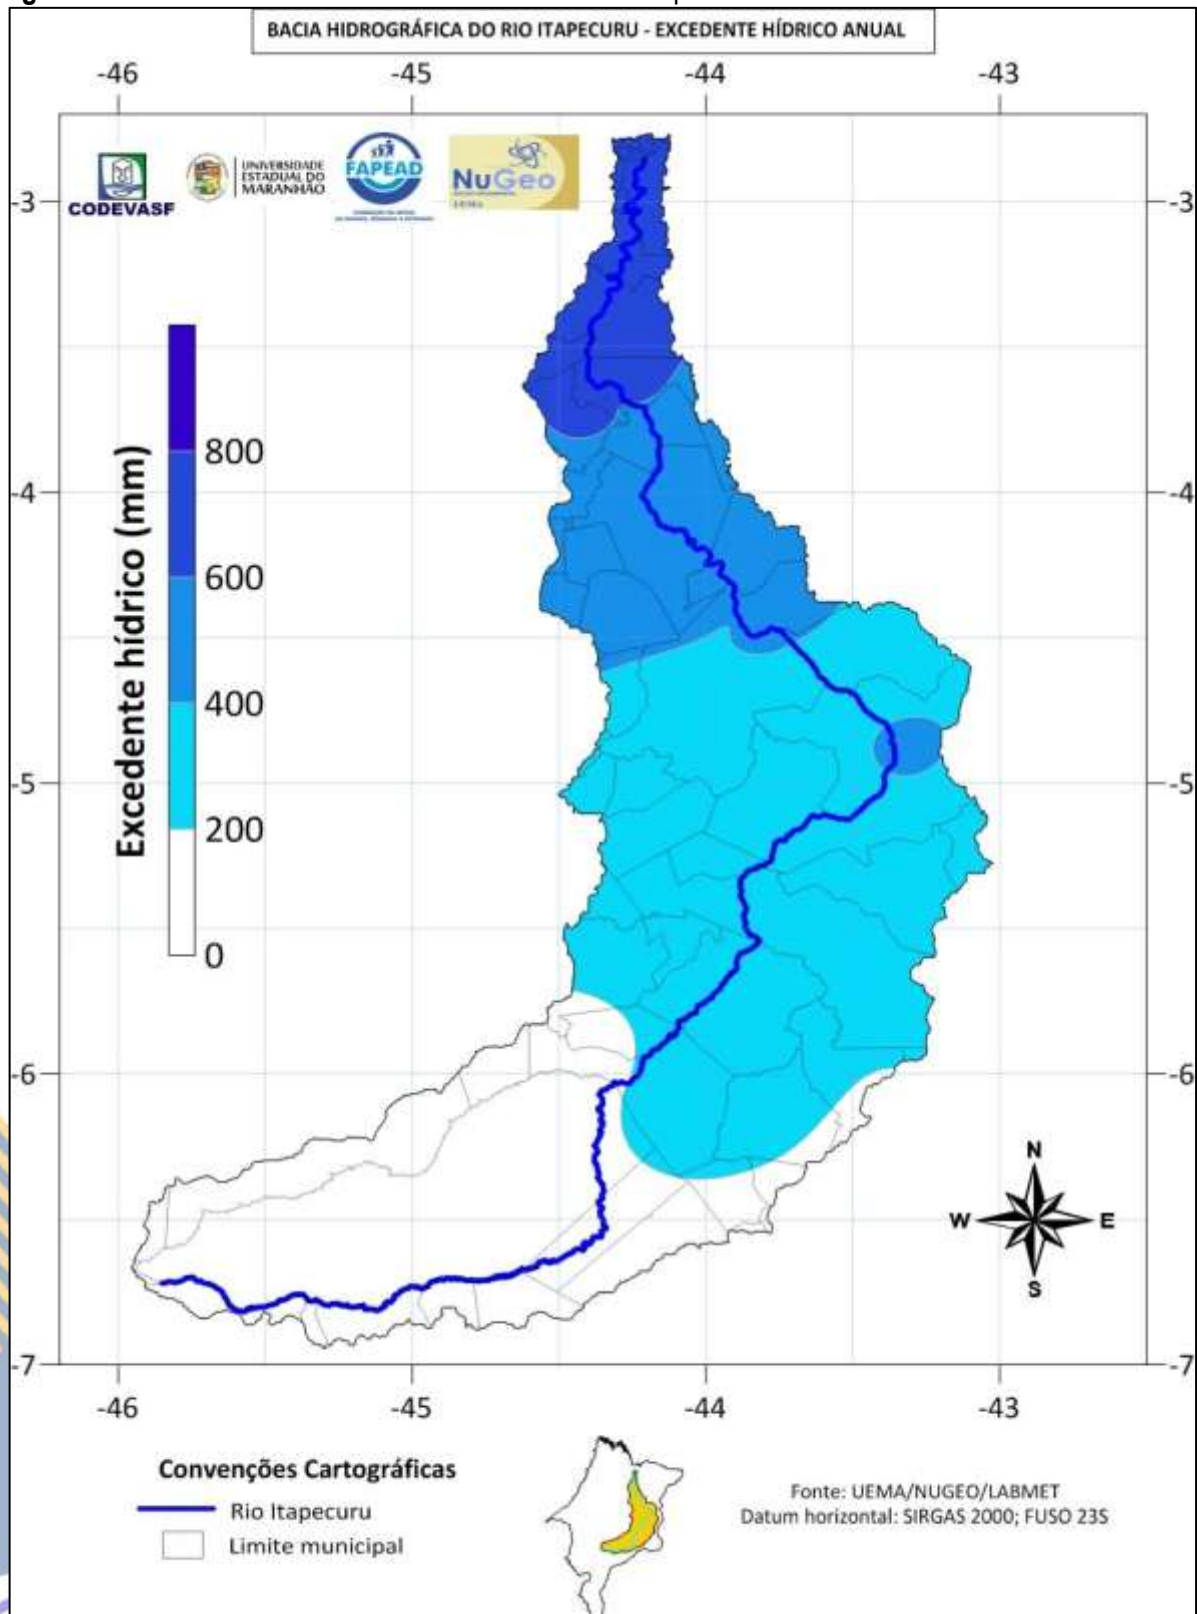 BACIA HIDROGRÁFICA DO RIO ITAPECURU - EXCEDENTE HÍDRICO ANUAL
-46 -45 -44 -43
CODEVASF
UNIVERSIDADE
ESTADUAL DO
MARANHÃO
FAPEAD
NuGeo
UEMA
-3 -3
Excedente hídrico (mm)
800
600
400
200
0
-4 -4
-5 -5
-6 -6
-7 -7
N
W E
S
-46 -45 -44 -43
Convenções Cartográficas
Rio Itapecuru
Limite municipal
Fonte: UEMA/NUGEO/LABMET
Datum horizontal: SIRGAS 2000; FUSO 23S